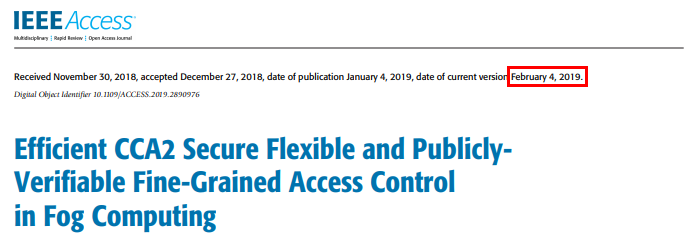 IEEE Access
Multidisciplinary | Rapid Review | Open Access Journal
Received November 30, 2018, accepted December 27, 2018, date of publication January 4, 2019, date of current version February 4, 2019.
Digital Object Identifier 10.1109/ACCESS.2019.2890976
Efficient CCA2 Secure Flexible and Publicly-
Verifiable Fine-Grained Access Control
in Fog Computing